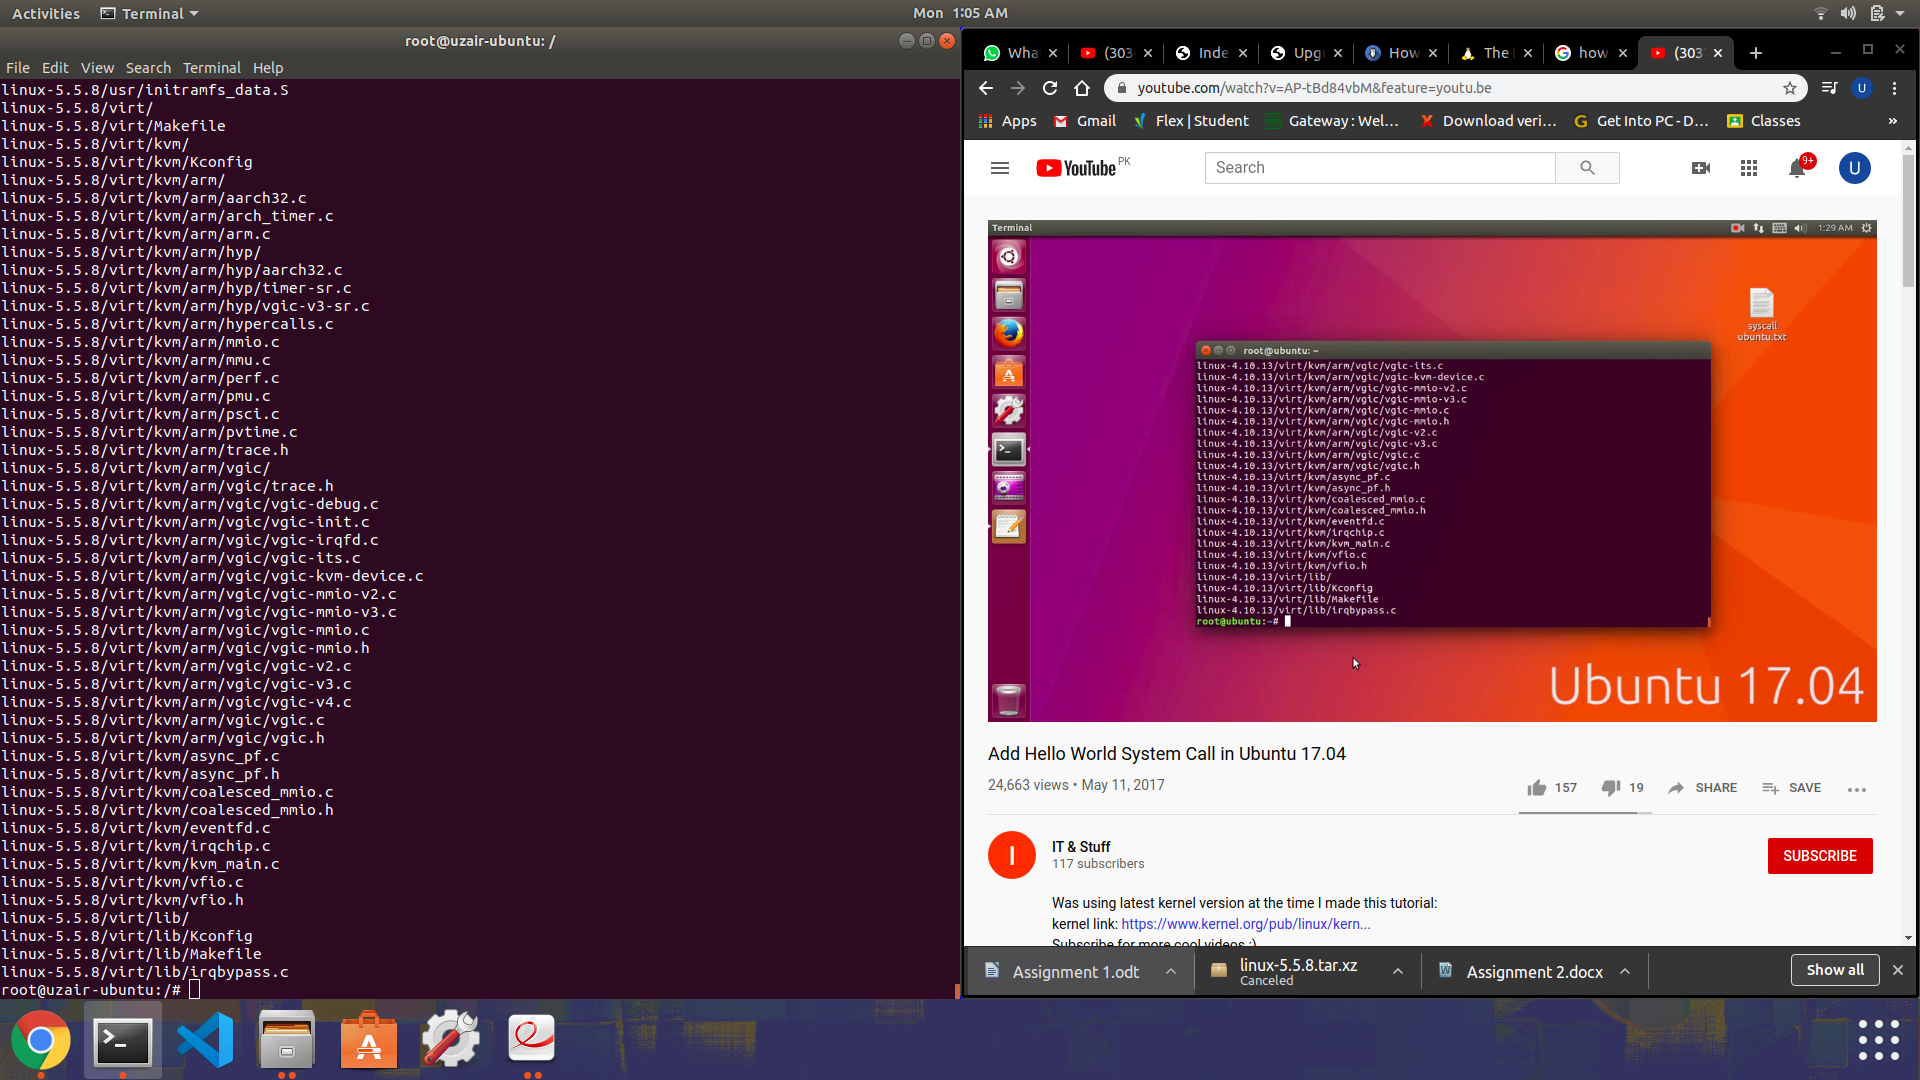 Activities Terminal Mon 1:05 AM
root@uzair-ubuntu: /
File Edit View Search Terminal Help
linux-5.5.8/usr/initramfs_data.S
linux-5.5.8/virt/
linux-5.5.8/virt/Makefile
linux-5.5.8/virt/kvm/
linux-5.5.8/virt/kvm/Kconfig
linux-5.5.8/virt/kvm/arm/
linux-5.5.8/virt/kvm/arm/aarch32.c
linux-5.5.8/virt/kvm/arm/arch_timer.c
linux-5.5.8/virt/kvm/arm/arm.c
linux-5.5.8/virt/kvm/arm/hyp/
linux-5.5.8/virt/kvm/arm/hyp/aarch32.c
linux-5.5.8/virt/kvm/arm/hyp/timer-sr.c
linux-5.5.8/virt/kvm/arm/hyp/vgic-v3-sr.c
linux-5.5.8/virt/kvm/arm/hypercalls.c
linux-5.5.8/virt/kvm/arm/mmio.c
linux-5.5.8/virt/kvm/arm/mmu.c
linux-5.5.8/virt/kvm/arm/perf.c
linux-5.5.8/virt/kvm/arm/pmu.c
linux-5.5.8/virt/kvm/arm/psci.c
linux-5.5.8/virt/kvm/arm/pvtime.c
linux-5.5.8/virt/kvm/arm/trace.h
linux-5.5.8/virt/kvm/arm/vgic/
linux-5.5.8/virt/kvm/arm/vgic/trace.h
linux-5.5.8/virt/kvm/arm/vgic/vgic-debug.c
linux-5.5.8/virt/kvm/arm/vgic/vgic-init.c
linux-5.5.8/virt/kvm/arm/vgic/vgic-irqfd.c
linux-5.5.8/virt/kvm/arm/vgic/vgic-its.c
linux-5.5.8/virt/kvm/arm/vgic/vgic-kvm-device.c
linux-5.5.8/virt/kvm/arm/vgic/vgic-mmio-v2.c
linux-5.5.8/virt/kvm/arm/vgic/vgic-mmio-v3.c
linux-5.5.8/virt/kvm/arm/vgic/vgic-mmio.c
linux-5.5.8/virt/kvm/arm/vgic/vgic-mmio.h
linux-5.5.8/virt/kvm/arm/vgic/vgic-v2.c
linux-5.5.8/virt/kvm/arm/vgic/vgic-v3.c
linux-5.5.8/virt/kvm/arm/vgic/vgic-v4.c
linux-5.5.8/virt/kvm/arm/vgic/vgic.c
linux-5.5.8/virt/kvm/arm/vgic/vgic.h
linux-5.5.8/virt/kvm/async_pf.c
linux-5.5.8/virt/kvm/async_pf.h
linux-5.5.8/virt/kvm/coalesced_mmio.c
linux-5.5.8/virt/kvm/coalesced_mmio.h
linux-5.5.8/virt/kvm/eventfd.c
linux-5.5.8/virt/kvm/irqchip.c
linux-5.5.8/virt/kvm/kvm_main.c
linux-5.5.8/virt/kvm/vfio.c
linux-5.5.8/virt/kvm/vfio.h
linux-5.5.8/virt/lib/
linux-5.5.8/virt/lib/Kconfig
linux-5.5.8/virt/lib/Makefile
linux-5.5.8/virt/lib/irqbypass.c
root@uzair-ubuntu:/#
Wha (303 Inde Upg How The how (303
youtube.com/watch?v=AP-tBd84vbM&feature=youtu.be U
Apps Gmail Flex | Student Gateway : Wel... Download veri... Get Into PC - D... Classes »
YouTube PK Search 9+ U
Terminal 1:29 AM
syscall
ubuntu.txt
root@ubuntu: ~
linux-4.10.13/virt/kvm/arm/vgic/vgic-its.c
linux-4.10.13/virt/kvm/arm/vgic/vgic-kvm-device.c
linux-4.10.13/virt/kvm/arm/vgic/vgic-mmio-v2.c
linux-4.10.13/virt/kvm/arm/vgic/vgic-mmio-v3.c
linux-4.10.13/virt/kvm/arm/vgic/vgic-mmio.c
linux-4.10.13/virt/kvm/arm/vgic/vgic-mmio.h
linux-4.10.13/virt/kvm/arm/vgic/vgic-v2.c
linux-4.10.13/virt/kvm/arm/vgic/vgic-v3.c
linux-4.10.13/virt/kvm/arm/vgic/vgic.c
linux-4.10.13/virt/kvm/arm/vgic/vgic.h
linux-4.10.13/virt/kvm/async_pf.c
linux-4.10.13/virt/kvm/async_pf.h
linux-4.10.13/virt/kvm/coalesced_mmio.c
linux-4.10.13/virt/kvm/coalesced_mmio.h
linux-4.10.13/virt/kvm/eventfd.c
linux-4.10.13/virt/kvm/irqchip.c
linux-4.10.13/virt/kvm/kvm_main.c
linux-4.10.13/virt/kvm/vfio.c
linux-4.10.13/virt/kvm/vfio.h
linux-4.10.13/virt/lib/
linux-4.10.13/virt/lib/Kconfig
linux-4.10.13/virt/lib/Makefile
linux-4.10.13/virt/lib/irqbypass.c
root@ubuntu:~#
Ubuntu 17.04
Add Hello World System Call in Ubuntu 17.04
24,663 views • May 11, 2017
157 19 SHARE SAVE
I
IT & Stuff
117 subscribers
SUBSCRIBE
Was using latest kernel version at the time I made this tutorial:
kernel link: https://www.kernel.org/pub/linux/kern...
Subscribe for more cool videos :)
Assignment 1.odt
linux-5.5.8.tar.xz
Canceled
Assignment 2.docx
Show all